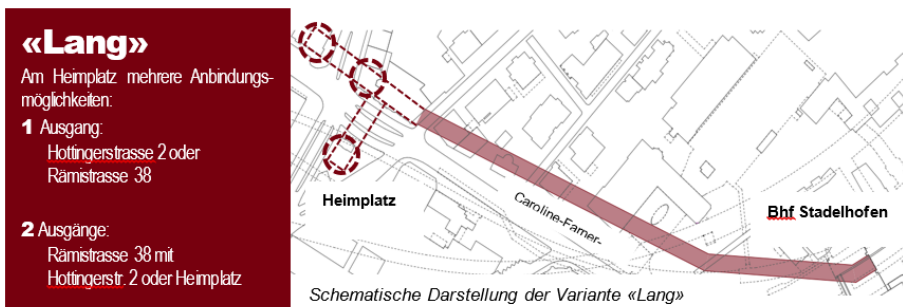 «Lang»
Am Heimplatz mehrere Anbindungs-
möglichkeiten:
1 Ausgang:
Hottingerstrasse 2 oder
Rämistrasse 38
2 Ausgänge:
Rämistrasse 38 mit
Hottingerstr. 2 oder Heimplatz
Heimplatz
Caroline-Farner-
Bhf Stadelhofen
Schematische Darstellung der Variante «Lang»